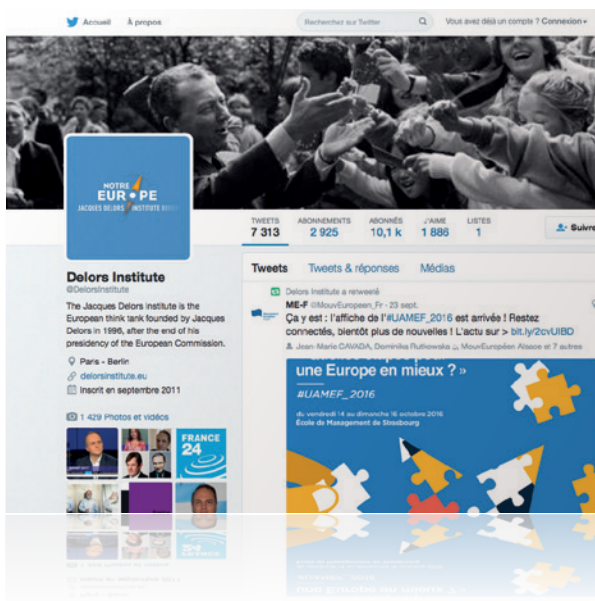 Accueil À propos Recherchez sur Twitter Vous avez déjà un compte ? Connexion
NOTRE
EUROPE
JACQUES DELORS INSTITUTE
TWEETS ABONNEMENTS ABONNÉS J'AIME LISTES
7 313 2 925 10,1 k 1 886 1
Suivre
Delors Institute
@DelorsInstitute
The Jacques Delors Institute is the
European think tank founded by Jacques
Delors in 1996, after the end of his
presidency of the European Commission.
Paris - Berlin
delorsinstitute.eu
Inscrit en septembre 2011
1 429 Photos et vidéos
FRANCE
24
Tweets Tweets & réponses Médias
Delors Institute a retweeté
ME-F @MouvEuropeen_Fr · 23 sept.
Ça y est : l'affiche de l'#UAMEF_2016 est arrivée ! Restez
connectés, bientôt plus de nouvelles ! L'actu sur > bit.ly/2cvUIBD
Jean-Marie CAVADA, Dominika Rutkowska, MouvEuropéen Alsace et 7 autres
une Europe en mieux ? »
#UAMEF_2016
du vendredi 14 au dimanche 16 octobre 2016
École de Management de Strasbourg